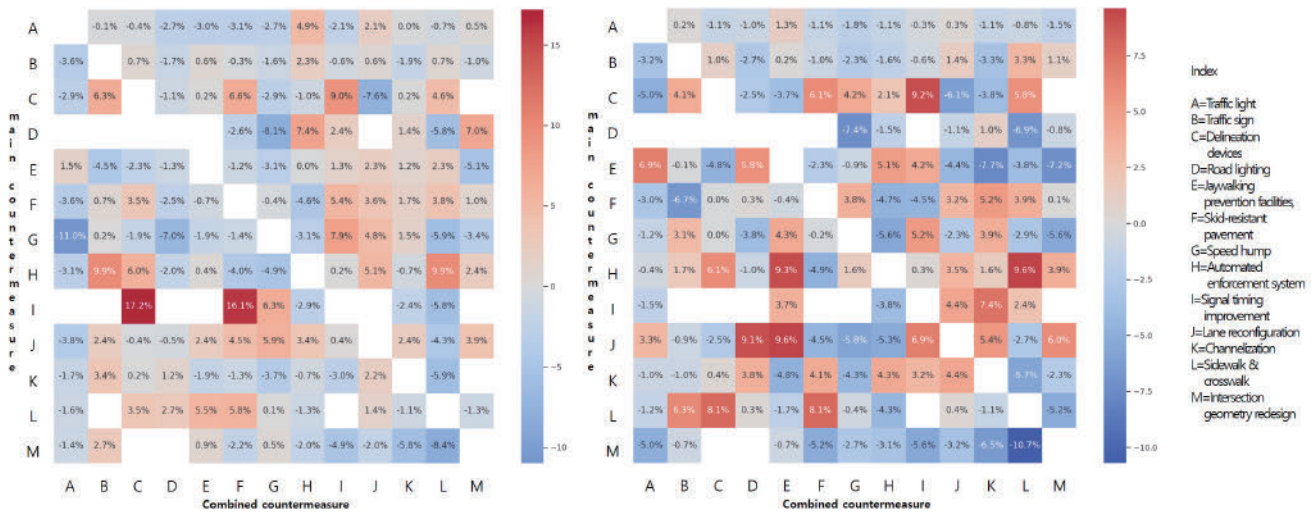 A -0.1% -0.4% -2.7% -3.0% -3.1% -2.7% 4.9% -2.1% 2.1% 0.0% -0.7% 0.5%
B -3.6% 0.7% -1.7% 0.6% -0.3% -1.6% 2.3% -0.6% 0.6% -1.9% 0.7% -1.0%
C -2.9% 6.3% -1.1% 0.2% 6.6% -2.9% -1.0% 9.0% -7.6% 0.2% 4.6%
D -2.6% -8.1% 7.4% 2.4% 1.4% -5.8% 7.0%
E 1.5% -4.5% -2.3% -1.3% -1.2% -3.1% 0.0% 1.3% 2.3% 1.2% 2.3% -5.1%
F -3.6% 0.7% 3.5% -2.5% -0.7% -0.4% -4.6% 5.4% 3.6% 1.7% 3.8% 1.0%
G -11.0% 0.2% -1.9% -7.0% -1.9% -1.4% -3.1% 7.9% 4.8% 1.5% -5.9% -3.4%
H -3.1% 9.9% 6.0% -2.0% 0.4% -4.0% -4.9% 0.2% 5.1% -0.7% 9.9% 2.4%
I 17.2% 16.1% 6.3% -2.9% -2.4% -5.8%
J -3.8% 2.4% -0.4% -0.5% 2.4% 4.5% 5.9% 3.4% 0.4% 2.4% -4.3% 3.9%
K -1.7% 3.4% 0.2% 1.2% -1.9% -1.3% -3.7% -0.7% -3.0% 2.2% -5.9%
L -1.6% 3.5% 2.7% 5.5% 5.8% 0.1% -1.3% 1.4% -1.1% -1.3%
M -1.4% 2.7% 0.9% -2.2% 0.5% -2.0% -4.9% -2.0% -5.8% -8.4%
A B C D E F G H I J K L M
Combined countermeasure
main countermeasure
15
10
5
0
−5
−10
A 0.2% -1.1% -1.0% 1.3% -1.1% -1.8% -1.1% -0.3% 0.3% -1.1% -0.8% -1.5%
B -3.2% 1.0% -2.7% 0.2% -1.0% -2.3% -1.6% -0.6% 1.4% -3.3% 3.3% 1.1%
C -5.0% 4.1% -2.5% -3.7% 6.1% 4.2% 2.1% 9.2% -6.1% -3.8% 5.8%
D -7.4% -1.5% -1.1% 1.0% -6.9% -0.8%
E 6.9% -0.1% -4.8% 5.8% -2.3% -0.9% 5.1% 4.2% -4.4% -7.7% -3.8% -7.2%
F -3.0% -6.7% 0.0% 0.3% -0.4% 3.8% -4.7% -4.5% 3.2% 5.2% 3.9% 0.1%
G -1.2% 3.1% 0.0% -3.8% 4.3% -0.2% -5.6% 5.2% -2.3% 3.9% -2.9% -5.6%
H -0.4% 1.7% 6.1% -1.0% 9.3% -4.9% 1.6% 0.3% 3.5% 1.6% 9.6% 3.9%
I -1.5% 3.7% -3.8% 4.4% 7.4% 2.4%
J 3.3% -0.9% -2.5% 9.1% 9.6% -4.5% -5.8% -5.3% 6.9% 5.4% -2.7% 6.0%
K -1.0% -1.0% 0.4% 3.8% -4.8% 4.1% -4.3% 4.3% 3.2% 4.4% -2.3%
L -1.2% 6.3% 8.1% 0.3% -1.7% 8.1% -0.4% -4.3% 0.4% -1.1% -5.2%
M -5.0% -0.7% -0.7% -5.2% -2.7% -3.1% -5.6% -3.2% -6.5% -10.7%
A B C D E F G H I J K L M
Combined countermeasure
main countermeasure
7.5
5.0
2.5
0.0
−2.5
−5.0
−7.5
−10.0
Index
A=Traffic light
B=Traffic sign
C=Delineation
devices
D=Road lighting
E=Jaywalking
prevention facilities,
F=Skid-resistant
pavement
G=Speed hump
H=Automated
enforcement system
I=Signal timing
improvement
J=Lane reconfiguration
K=Channelization
L=Sidewalk &
crosswalk
M=Intersection
geometry redesign